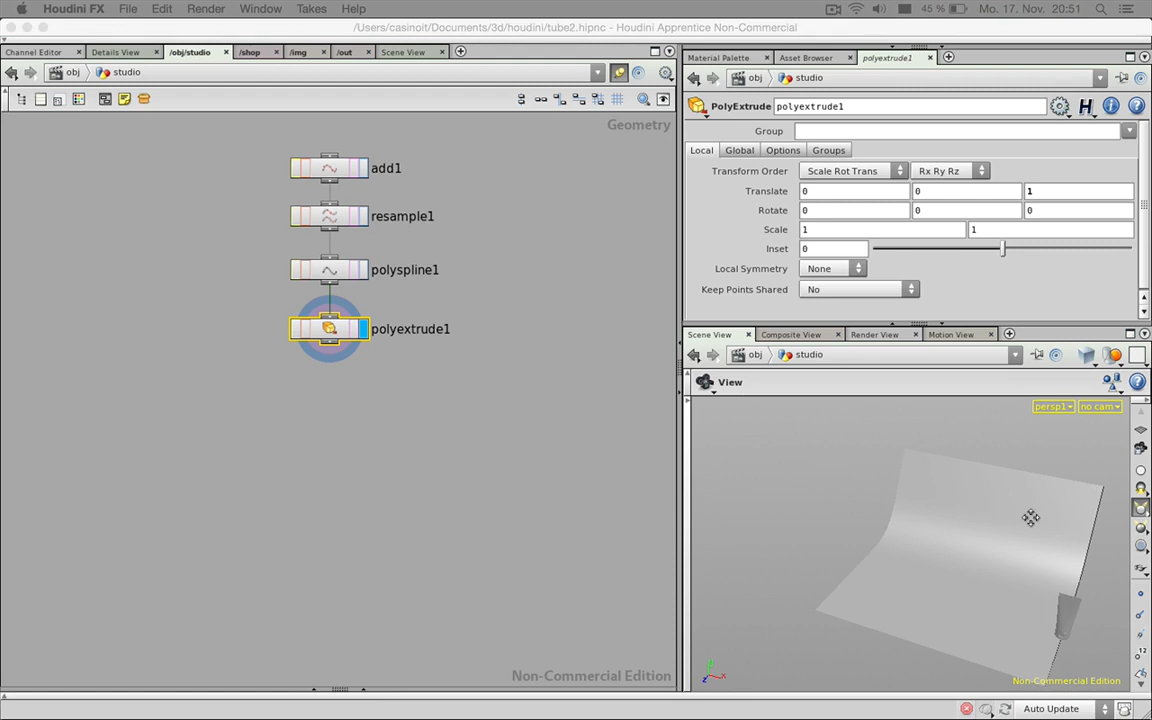 Houdini FX File Edit Render Window Takes Help 45 % Mo. 17. Nov. 20:51
/Users/casinoit/Documents/3d/houdini/tube2.hipnc - Houdini Apprentice Non-Commercial
Channel Editor Details View /obj/studio /shop /img /out Scene View
Material Palette Asset Browser polyextrude1
obj studio
obj studio
PolyExtrude polyextrude1
Geometry
Group
Local Global Options Groups
add1
Transform Order Scale Rot Trans Rx Ry Rz
Translate 0 0 1
Rotate 0 0 0
resample1
Scale 1 1
Inset 0
polyspline1
Local Symmetry None
Keep Points Shared No
polyextrude1
Scene View Composite View Render View Motion View
obj studio
View
persp1 no cam
12
Non-Commercial Edition
Non-Commercial Edition
z x
Auto Update